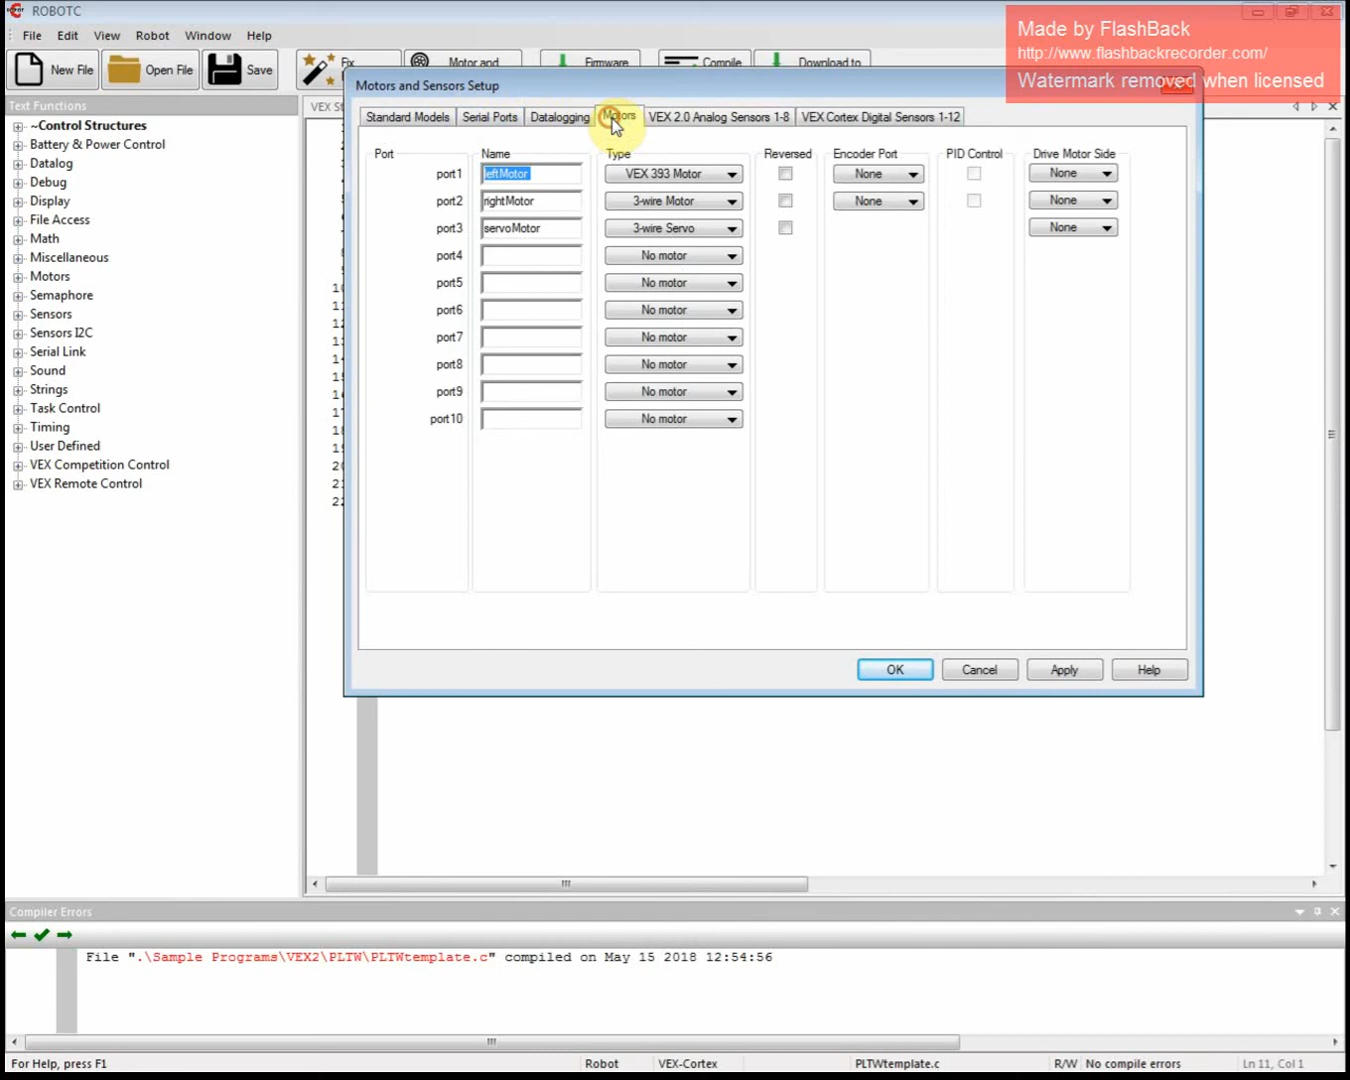 ROBOTC
File Edit View Robot Window Help
New File Open File Save Fix Motor and Firmware Compile Download to
Made by FlashBack
http://www.flashbackrecorder.com/
Watermark removed when licensed
Text Functions
~Control Structures
Battery & Power Control
Datalog
Debug
Display
File Access
Math
Miscellaneous
Motors
Semaphore
Sensors
Sensors I2C
Serial Link
Sound
Strings
Task Control
Timing
User Defined
VEX Competition Control
VEX Remote Control
VEX St
Motors and Sensors Setup
Standard Models Serial Ports Datalogging Motors VEX 2.0 Analog Sensors 1-8 VEX Cortex Digital Sensors 1-12
Port Name Type Reversed Encoder Port PID Control Drive Motor Side
port1 leftMotor VEX 393 Motor None None
port2 rightMotor 3-wire Motor None None
port3 servoMotor 3-wire Servo None
port4 No motor
port5 No motor
port6 No motor
port7 No motor
port8 No motor
port9 No motor
port10 No motor
OK Cancel Apply Help
Compiler Errors
File ".\Sample Programs\VEX2\PLTW\PLTWtemplate.c" compiled on May 15 2018 12:54:56
For Help, press F1 Robot VEX-Cortex PLTWtemplate.c R/W No compile errors Ln 11, Col 1